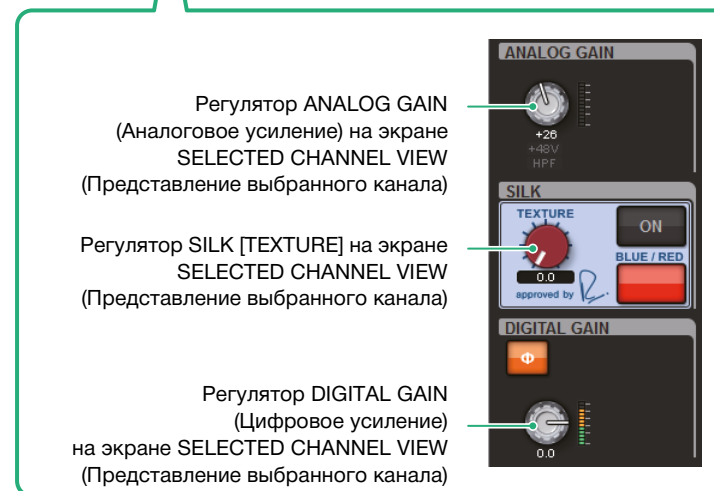 Регулятор ANALOG GAIN
(Аналоговое усиление) на экране
SELECTED CHANNEL VIEW
(Представление выбранного канала)
Регулятор SILK [TEXTURE] на экране
SELECTED CHANNEL VIEW
(Представление выбранного канала)
Регулятор DIGITAL GAIN
(Цифровое усиление)
на экране SELECTED CHANNEL VIEW
(Представление выбранного канала)
ANALOG GAIN
+26
+48V
HPF
SILK
TEXTURE
ON
BLUE / RED
0.0
approved by
DIGITAL GAIN
Φ
0.0